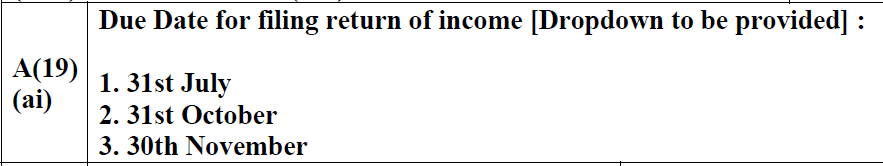 Due Date for filing return of income [Dropdown to be provided] :
A(19)
(ai)
1. 31st July
2. 31st October
3. 30th November